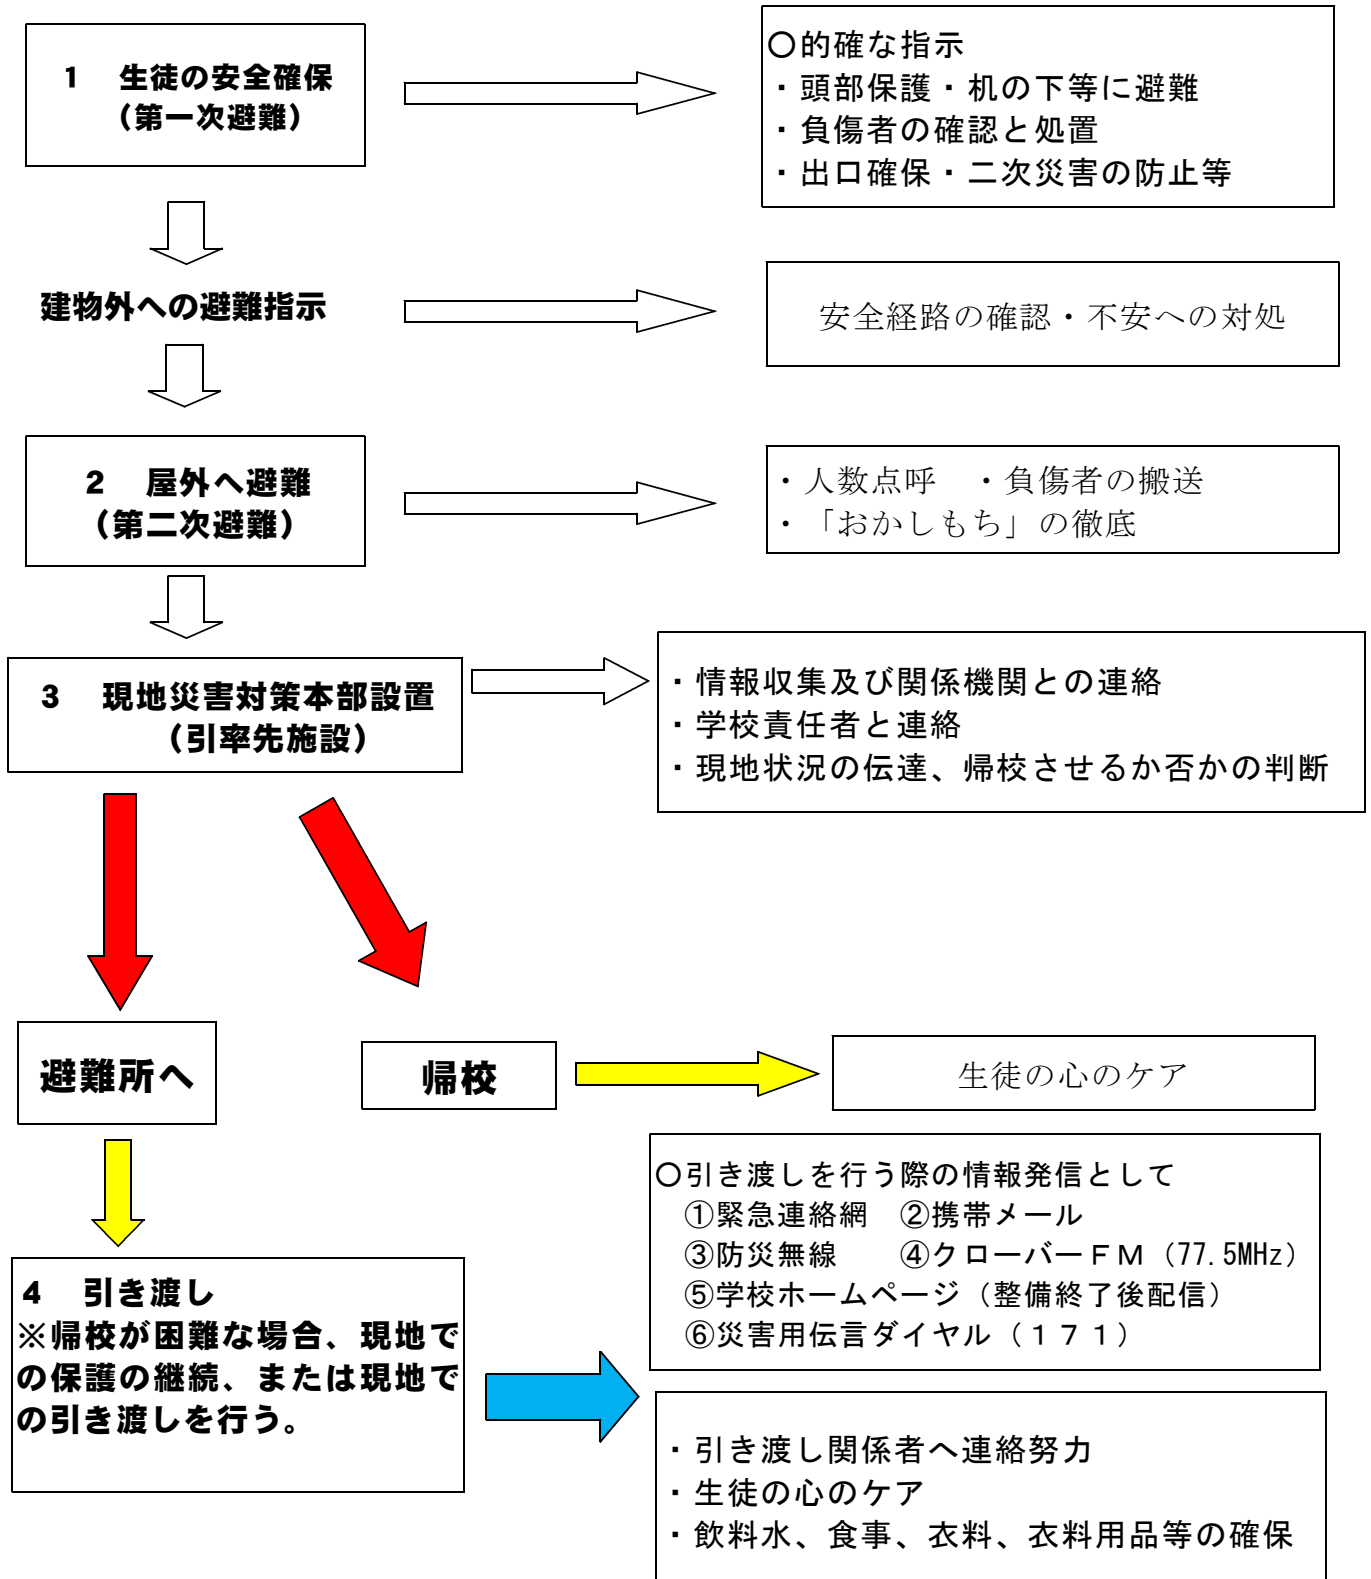 1　生徒の安全確保
（第一次避難）
〇的確な指示
・頭部保護・机の下等に避難
・負傷者の確認と処置
・出口確保・二次災害の防止等
建物外への避難指示
安全経路の確認・不安への対処
2　屋外へ避難
（第二次避難）
・人数点呼　・負傷者の搬送
・「おかしもち」の徹底
3　現地災害対策本部設置
（引率先施設）
・情報収集及び関係機関との連絡
・学校責任者と連絡
・現地状況の伝達、帰校させるか否かの判断
避難所へ
帰校
生徒の心のケア
〇引き渡しを行う際の情報発信として
①緊急連絡網　②携帯メール
③防災無線　　④クローバーＦＭ（77.5MHz）
⑤学校ホームページ（整備終了後配信）
⑥災害用伝言ダイヤル（１７１）
4　引き渡し
※帰校が困難な場合、現地で
の保護の継続、または現地で
の引き渡しを行う。
・引き渡し関係者へ連絡努力
・生徒の心のケア
・飲料水、食事、衣料、衣料用品等の確保